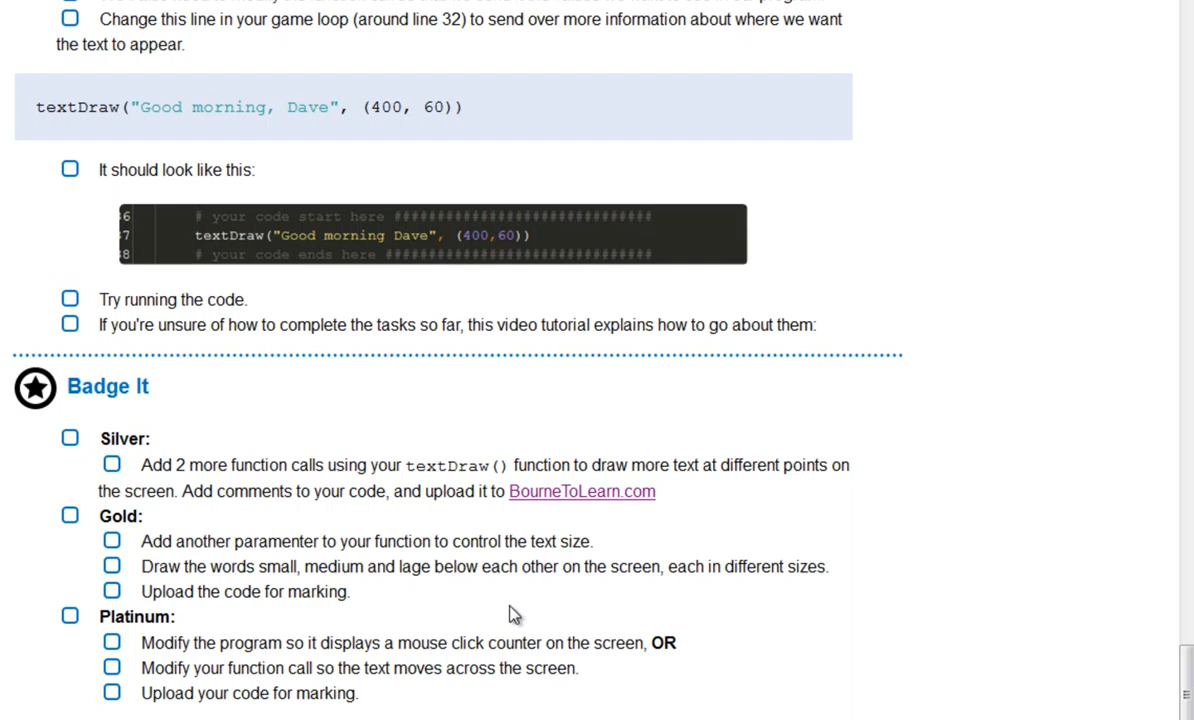 Change this line in your game loop (around line 32) to send over more information about where we want
the text to appear.
textDraw("Good morning, Dave", (400, 60))
It should look like this:
36 # your code start here ##############################
37 textDraw("Good morning Dave", (400,60))
38 # your code ends here ###############################
Try running the code.
If you're unsure of how to complete the tasks so far, this video tutorial explains how to go about them:
Badge It
Silver:
Add 2 more function calls using your textDraw() function to draw more text at different points on
the screen. Add comments to your code, and upload it to BourneToLearn.com
Gold:
Add another paramenter to your function to control the text size.
Draw the words small, medium and lage below each other on the screen, each in different sizes.
Upload the code for marking.
Platinum:
Modify the program so it displays a mouse click counter on the screen, OR
Modify your function call so the text moves across the screen.
Upload your code for marking.